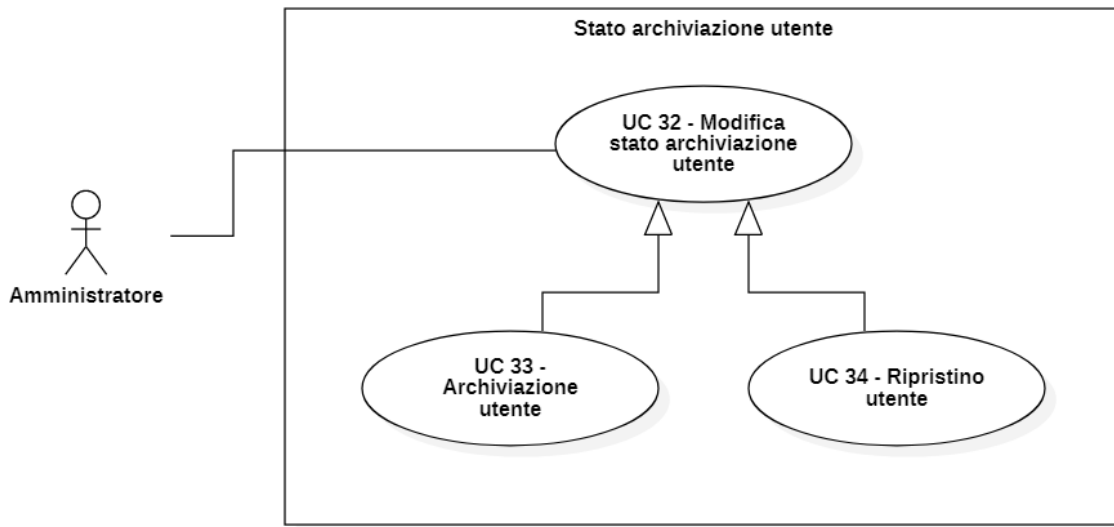 Stato archiviazione utente
UC 32 - Modifica
stato archiviazione
utente
Amministratore
UC 33 -
Archiviazione
utente
UC 34 - Ripristino
utente